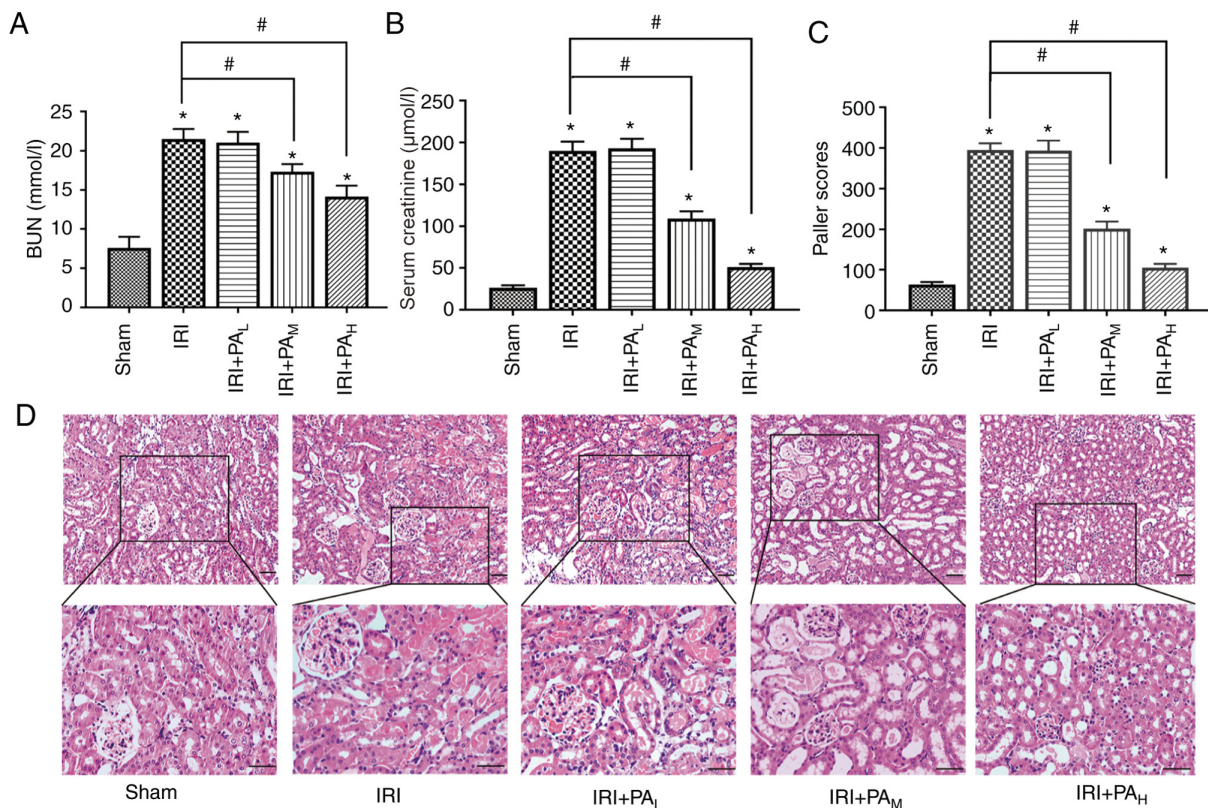 A
#
#
BUN (mmol/l)
25
20
15
10
5
0
*
*
*
*
Sham
IRI
IRI+PAL
IRI+PAM
IRI+PAH
B
#
#
Serum creatinine (µmol/l)
250
200
150
100
50
0
*
*
*
*
Sham
IRI
IRI+PAL
IRI+PAM
IRI+PAH
C
#
#
Paller scores
500
400
300
200
100
0
*
*
*
*
Sham
IRI
IRI+PAL
IRI+PAM
IRI+PAH
D
Sham
IRI
IRI+PAL
IRI+PAM
IRI+PAH